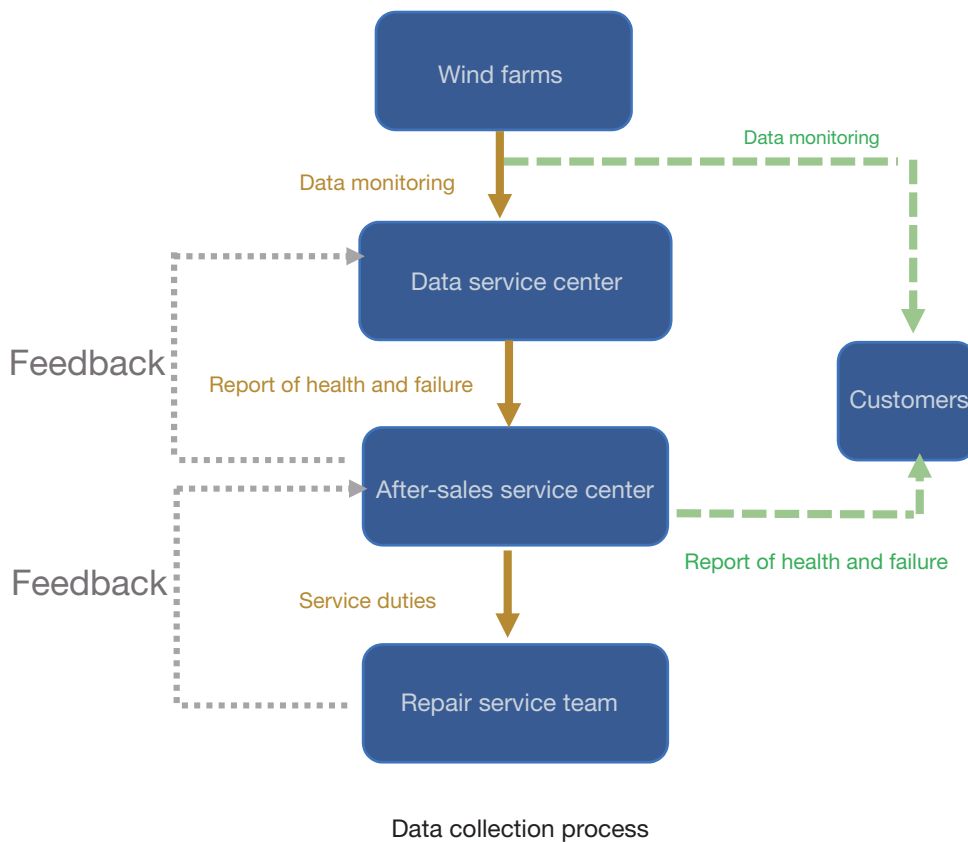 Wind farms
Data monitoring
Data monitoring
Data service center
Feedback
Report of health and failure
Customers
After-sales service center
Report of health and failure
Feedback
Service duties
Repair service team
Data collection process